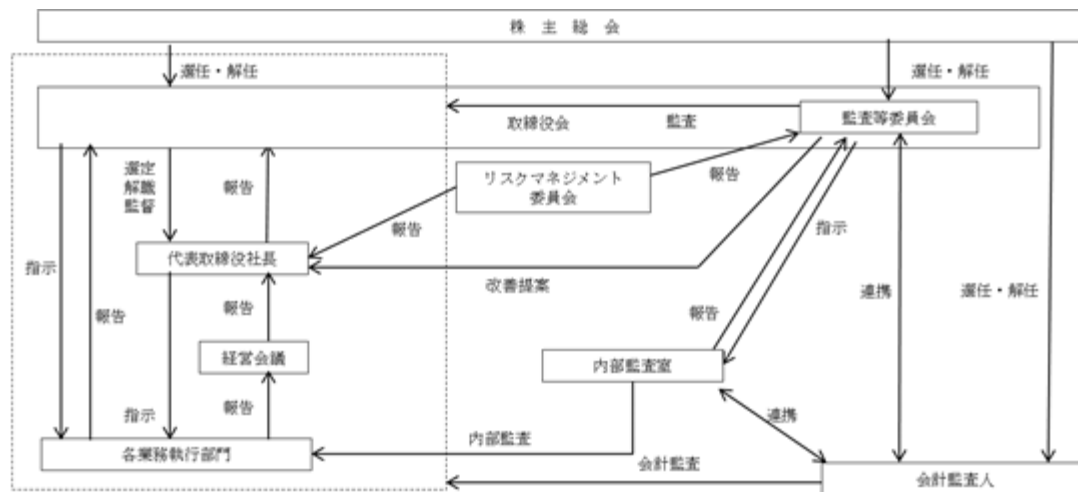 株 主 総 会
選任・解任
選任・解任
監査等委員会
取締役会
監査
選定
解職
監督
報告
リスクマネジメント
委員会
報告
報告
指示
代表取締役社長
指示
改善提案
連携
選任・解任
報告
報告
報告
経営会議
内部監査室
指示
報告
連携
内部監査
各業務執行部門
会計監査
会計監査人